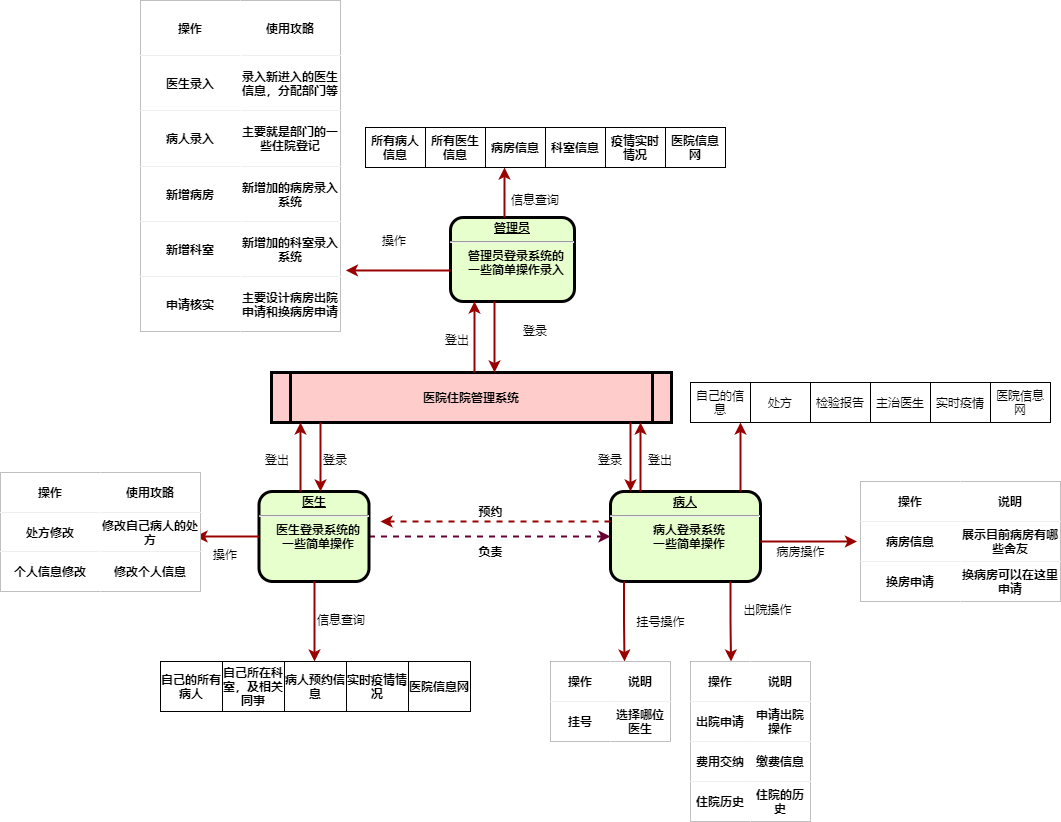 操作 使用攻略
医生录入 录入新进入的医生
信息，分配部门等
病人录入 主要就是部门的一
些住院登记
新增病房 新增加的病房录入
系统
新增科室 新增加的科室录入
系统
申请核实 主要设计病房出院
申请和换病房申请
所有病人
信息
所有医生
信息
病房信息
科室信息
疫情实时
情况
医院信息
网
信息查询
操作
管理员
管理员登录系统的
一些简单操作录入
登出
登录
医院住院管理系统
自己的信
息
处方
检验报告
主治医生
实时疫情
医院信息
网
登出
登录
登录
登出
操作 使用攻略
处方修改 修改自己病人的处
方
个人信息修改 修改个人信息
操作
医生
医生登录系统的
一些简单操作
预约
负责
病人
病人登录系统
一些简单操作
病房操作
操作 说明
病房信息 展示目前病房有哪
些舍友
换房申请 换病房可以在这里
申请
信息查询
挂号操作
出院操作
自己的所有
病人
自己所在科
室，及相关
同事
病人预约信
息
实时疫情情
况
医院信息网
操作 说明
挂号 选择哪位
医生
操作 说明
出院申请 申请出院
操作
费用交纳 缴费信息
住院历史 住院的历
史